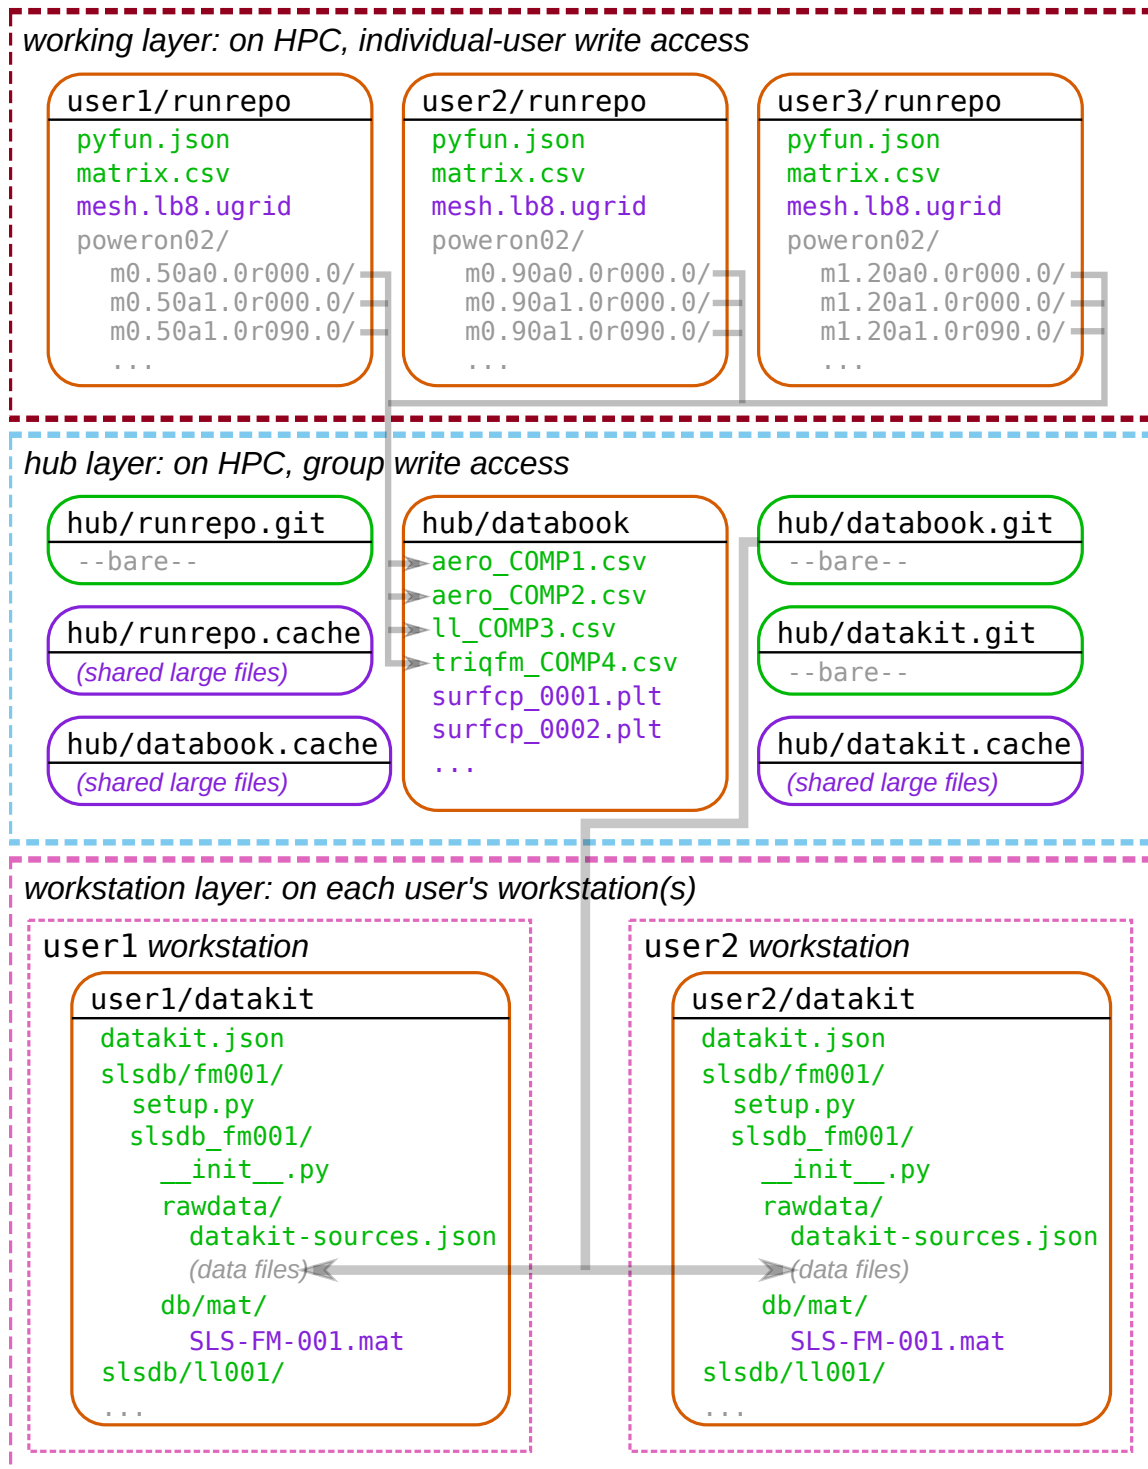 working layer: on HPC, individual-user write access
user1/runrepo
pyfun.json
matrix.csv
mesh.lb8.ugrid
poweron02/
m0.50a0.0r000.0/
m0.50a1.0r000.0/
m0.50a1.0r090.0/
...
user2/runrepo
pyfun.json
matrix.csv
mesh.lb8.ugrid
poweron02/
m0.90a0.0r000.0/
m0.90a1.0r000.0/
m0.90a1.0r090.0/
...
user3/runrepo
pyfun.json
matrix.csv
mesh.lb8.ugrid
poweron02/
m1.20a0.0r000.0/
m1.20a1.0r000.0/
m1.20a1.0r090.0/
...
hub layer: on HPC, group write access
hub/runrepo.git
--bare--
hub/runrepo.cache
(shared large files)
hub/databook.cache
(shared large files)
hub/databook
aero_COMP1.csv
aero_COMP2.csv
ll_COMP3.csv
triqfm_COMP4.csv
surfcp_0001.plt
surfcp_0002.plt
...
hub/databook.git
--bare--
hub/datakit.git
--bare--
hub/datakit.cache
(shared large files)
workstation layer: on each user's workstation(s)
user1 workstation
user1/datakit
datakit.json
slsdb/fm001/
setup.py
slsdb_fm001/
__init__.py
rawdata/
datakit-sources.json
(data files)
db/mat/
SLS-FM-001.mat
slsdb/ll001/
...
user2 workstation
user2/datakit
datakit.json
slsdb/fm001/
setup.py
slsdb_fm001/
__init__.py
rawdata/
datakit-sources.json
(data files)
db/mat/
SLS-FM-001.mat
slsdb/ll001/
...